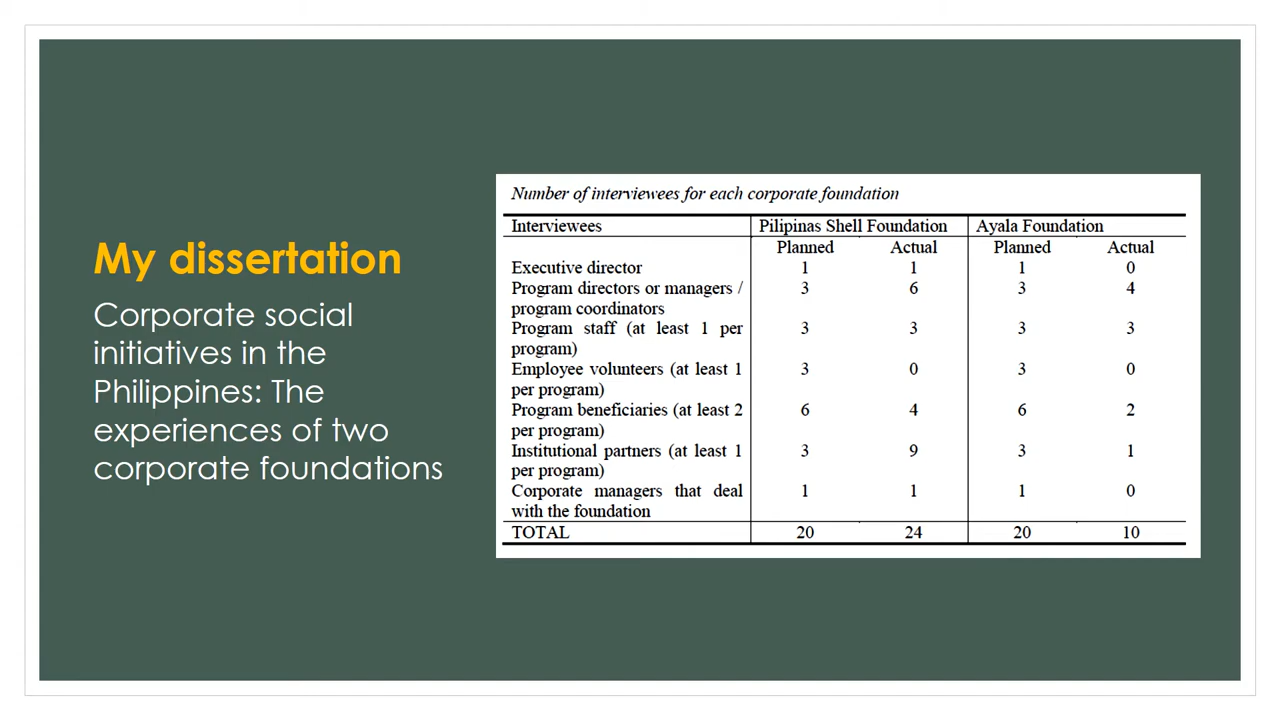 My dissertation
Corporate social
initiatives in the
Philippines: The
experiences of two
corporate foundations
Number of interviewees for each corporate foundation
Interviewees Pilipinas Shell Foundation Ayala Foundation
Planned Actual Planned Actual
Executive director 1 1 1 0
Program directors or managers / 3 6 3 4
program coordinators
Program staff (at least 1 per 3 3 3 3
program)
Employee volunteers (at least 1 3 0 3 0
per program)
Program beneficiaries (at least 2 6 4 6 2
per program)
Institutional partners (at least 1 3 9 3 1
per program)
Corporate managers that deal 1 1 1 0
with the foundation
TOTAL 20 24 20 10